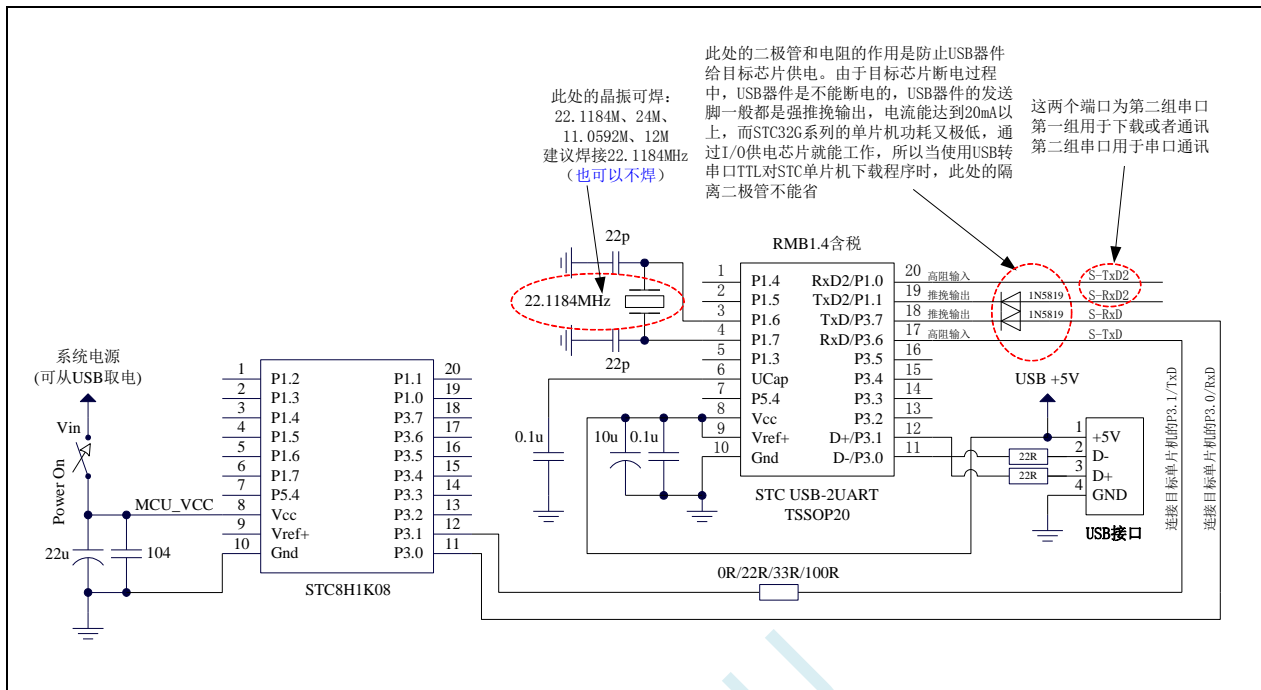 此处的二极管和电阻的作用是防止USB器件
给目标芯片供电。由于目标芯片断电过程
中，USB器件是不能断电的，USB器件的发送
脚一般都是强推挽输出，电流能达到20mA以
上，而STC32G系列的单片机功耗又极低，通
过I/O供电芯片就能工作，所以当使用USB转
串口TTL对STC单片机下载程序时，此处的隔
离二极管不能省
这两个端口为第二组串口
第一组用于下载或者通讯
第二组串口用于串口通讯
此处的晶振可焊：
22.1184M、24M、
11.0592M、12M
建议焊接22.1184MHz
（也可以不焊）
22p
22.1184MHz
22p
RMB1.4含税
1 P1.4
2 P1.5
3 P1.6
4 P1.7
5 P1.3
6 UCap
7 P5.4
8 Vcc
9 Vref+
10 Gnd
RxD2/P1.0 20 高阻输入 S-TxD2
TxD2/P1.1 19 推挽输出 1N5819 S-RxD2
TxD/P3.7 18 推挽输出 1N5819 S-RxD
RxD/P3.6 17 高阻输入 S-TxD
P3.5 16
P3.4 15
P3.3 14
P3.2 13
D+/P3.1 12
D-/P3.0 11
STC USB-2UART
TSSOP20
0.1u
10u
0.1u
USB +5V
22R
22R
1 +5V
2 D-
3 D+
4 GND
USB接口
连接目标单片机的P3.1/TxD
连接目标单片机的P3.0/RxD
系统电源
(可从USB取电)
Vin
Power On
MCU_VCC
22u
104
1 P1.2
2 P1.3
3 P1.4
4 P1.5
5 P1.6
6 P1.7
7 P5.4
8 Vcc
9 Vref+
10 Gnd
P1.1 20
P1.0 19
P3.7 18
P3.6 17
P3.5 16
P3.4 15
P3.3 14
P3.2 13
P3.1 12
P3.0 11
STC8H1K08
0R/22R/33R/100R